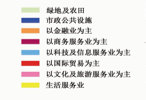 绿地及农田
市政公共设施
以金融业为主
以商务服务业为主
以科技及信息服务业为主
以国际贸易为主
以文化及旅游服务业为主
生活服务业